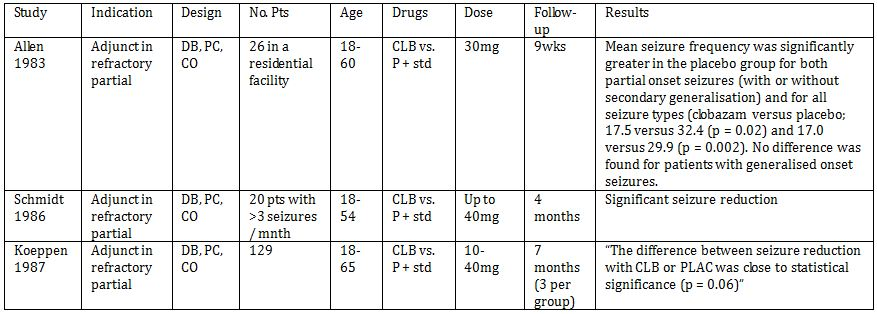 Study
Indication
Design
No. Pts
Age
Drugs
Dose
Follow-
up
Results
Allen
1983
Adjunct in
refractory
partial
DB, PC,
CO
26 in a
residential
facility
18-
60
CLB vs.
P + std
30mg
9wks
Mean seizure frequency was significantly
greater in the placebo group for both
partial onset seizures (with or without
secondary generalisation) and for all
seizure types (clobazam versus placebo;
17.5 versus 32.4 (p = 0.02) and 17.0
versus 29.9 (p = 0.002). No difference was
found for patients with generalised onset
seizures.
Schmidt
1986
Adjunct in
refractory
partial
DB, PC,
CO
20 pts with
>3 seizures
/ mnth
18-
54
CLB vs.
P + std
Up to
40mg
4
months
Significant seizure reduction
Koeppen
1987
Adjunct in
refractory
partial
DB, PC,
CO
129
18-
65
CLB vs.
P + std
10-
40mg
7
months
(3 per
group)
“The difference between seizure reduction
with CLB or PLAC was close to statistical
significance (p = 0.06)”